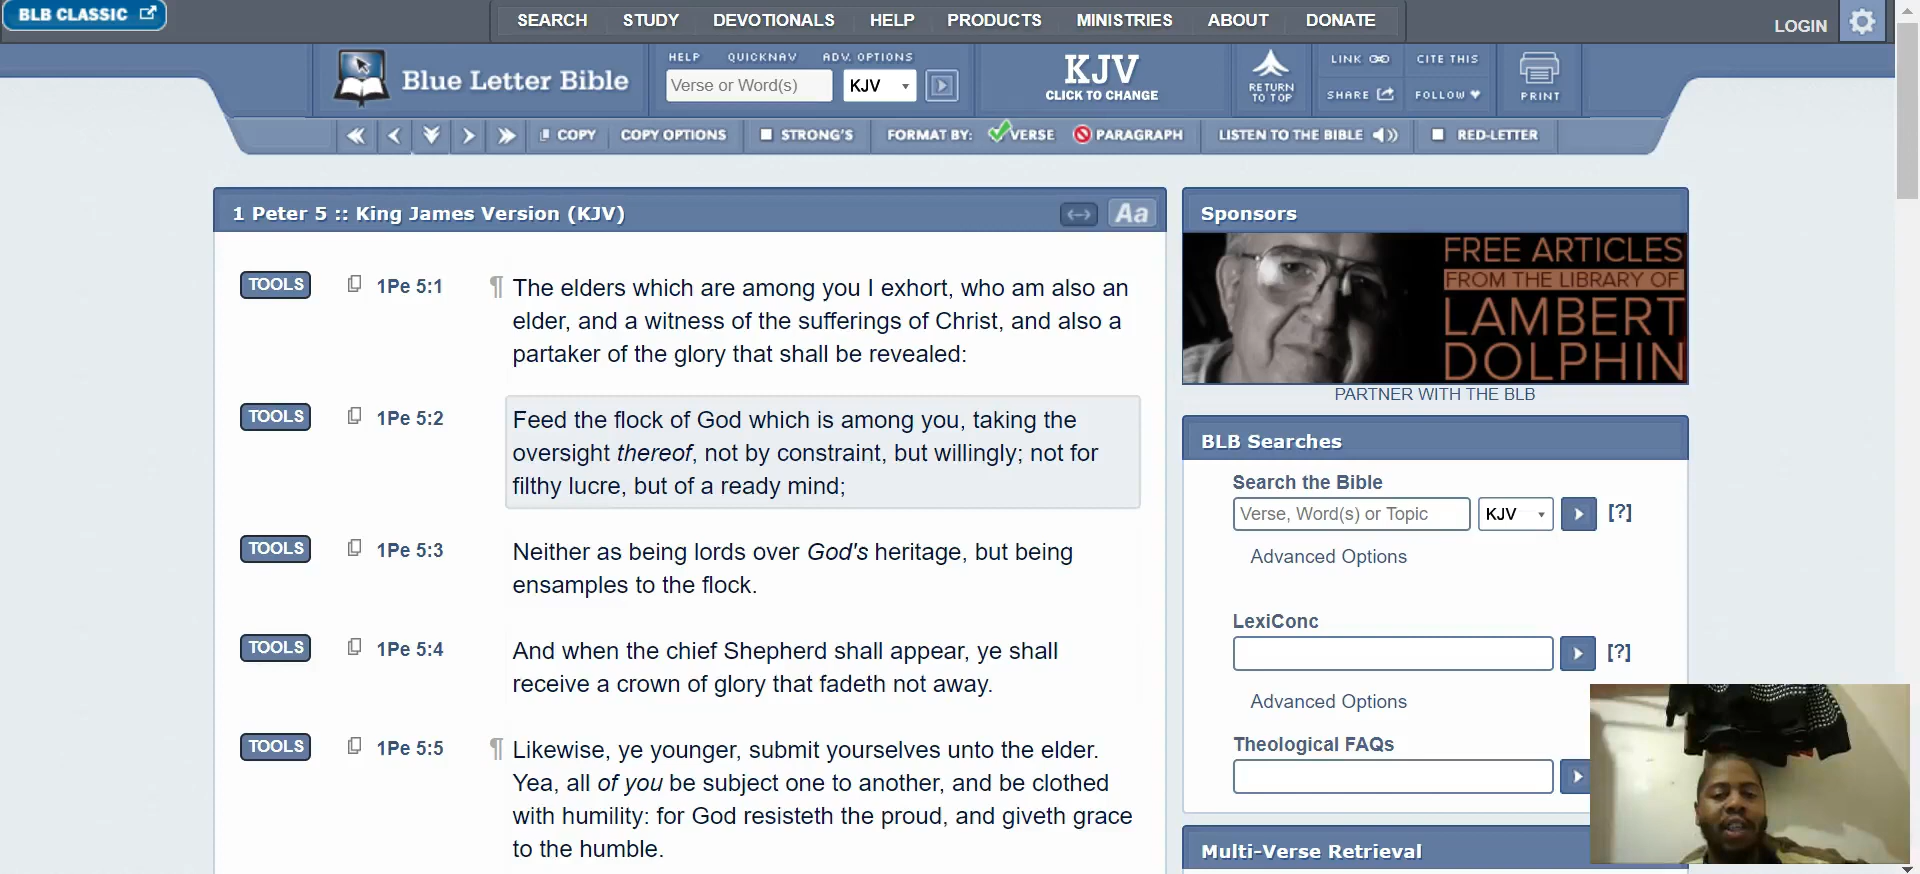 BLB CLASSIC
SEARCH STUDY DEVOTIONALS HELP PRODUCTS MINISTRIES ABOUT DONATE
LOGIN
Blue Letter Bible
HELP QUICKNAV ADV. OPTIONS
Verse or Word(s) KJV
KJV
CLICK TO CHANGE
RETURN
TO TOP
LINK CITE THIS
SHARE FOLLOW
PRINT
COPY COPY OPTIONS STRONG'S FORMAT BY: VERSE PARAGRAPH LISTEN TO THE BIBLE RED-LETTER
1 Peter 5 :: King James Version (KJV)
Aa
TOOLS 1Pe 5:1 ¶ The elders which are among you I exhort, who am also an
elder, and a witness of the sufferings of Christ, and also a
partaker of the glory that shall be revealed:
TOOLS 1Pe 5:2 Feed the flock of God which is among you, taking the
oversight thereof, not by constraint, but willingly; not for
filthy lucre, but of a ready mind;
TOOLS 1Pe 5:3 Neither as being lords over God's heritage, but being
ensamples to the flock.
TOOLS 1Pe 5:4 And when the chief Shepherd shall appear, ye shall
receive a crown of glory that fadeth not away.
TOOLS 1Pe 5:5 ¶ Likewise, ye younger, submit yourselves unto the elder.
Yea, all of you be subject one to another, and be clothed
with humility: for God resisteth the proud, and giveth grace
to the humble.
Sponsors
FREE ARTICLES
FROM THE LIBRARY OF
LAMBERT
DOLPHIN
PARTNER WITH THE BLB
BLB Searches
Search the Bible
Verse, Word(s) or Topic KJV [?]
Advanced Options
LexiConc
[?]
Advanced Options
Theological FAQs
Multi-Verse Retrieval